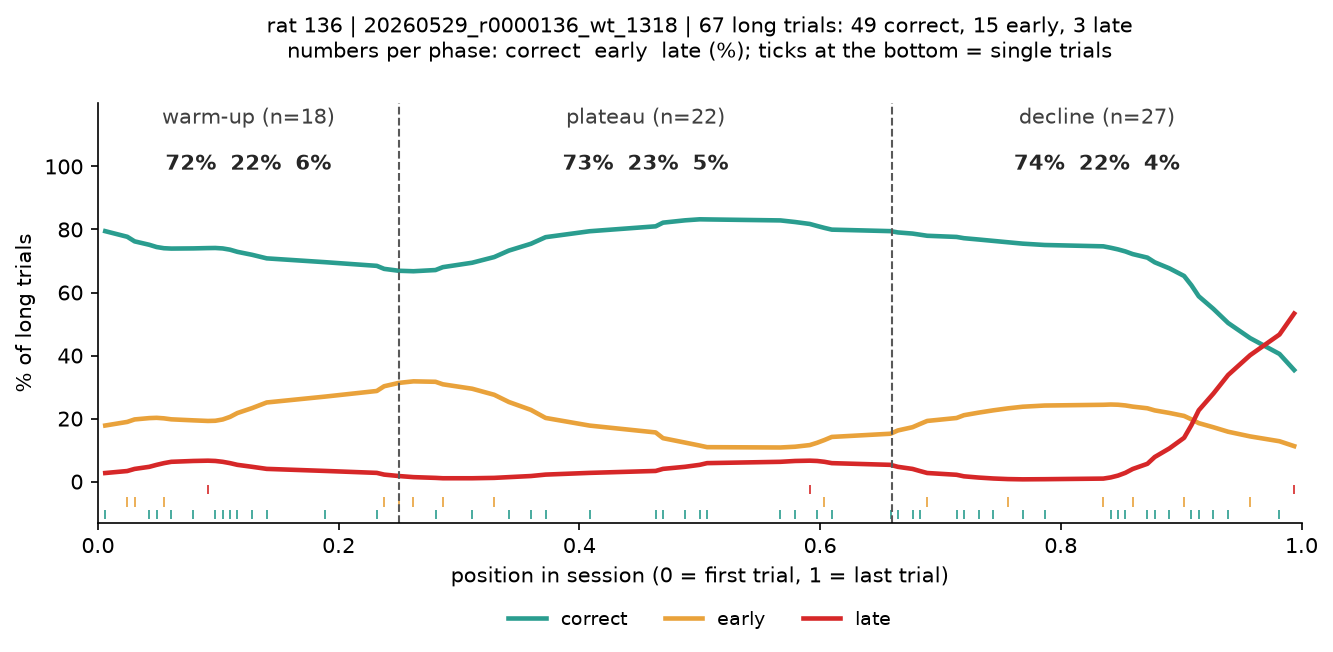 rat 136 | 20260529_r0000136_wt_1318 | 67 long trials: 49 correct, 15 early, 3 late
numbers per phase: correct  early  late (%); ticks at the bottom = single trials
warm-up (n=18)
plateau (n=22)
decline (n=27)
72%  22%  6%
73%  23%  5%
74%  22%  4%
100
80
60
40
20
0
% of long trials
0.0
0.2
0.4
0.6
0.8
1.0
position in session (0 = first trial, 1 = last trial)
correct
early
late